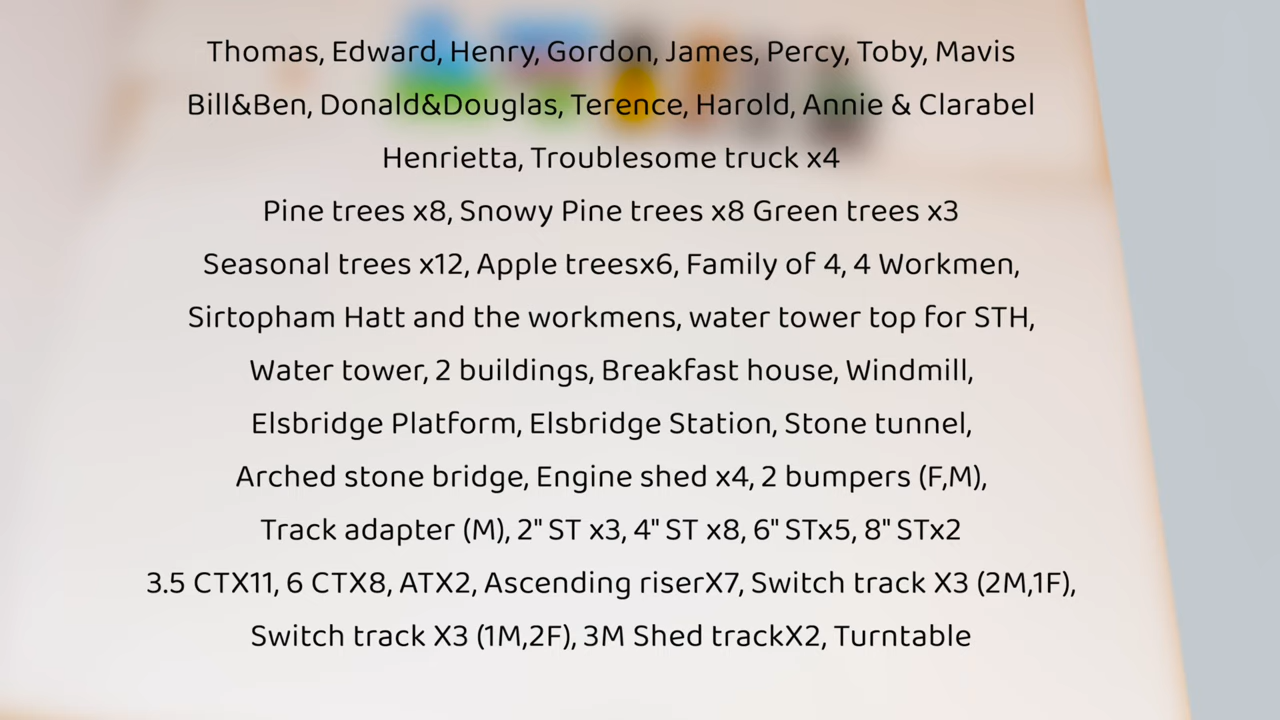 Thomas, Edward, Henry, Gordon, James, Percy, Toby, Mavis
Bill&Ben, Donald&Douglas, Terence, Harold, Annie & Clarabel
Henrietta, Troublesome truck x4
Pine trees x8, Snowy Pine trees x8 Green trees x3
Seasonal trees x12, Apple treesx6, Family of 4, 4 Workmen,
Sirtopham Hatt and the workmens, water tower top for STH,
Water tower, 2 buildings, Breakfast house, Windmill,
Elsbridge Platform, Elsbridge Station, Stone tunnel,
Arched stone bridge, Engine shed x4, 2 bumpers (F,M),
Track adapter (M), 2" ST x3, 4" ST x8, 6" STx5, 8" STx2
3.5 CTX11, 6 CTX8, ATX2, Ascending riserX7, Switch track X3 (2M,1F),
Switch track X3 (1M,2F), 3M Shed trackX2, Turntable